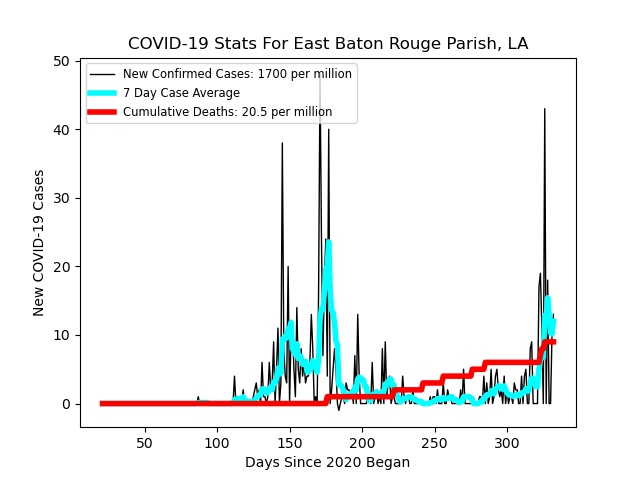 COVID-19 Stats For East Baton Rouge Parish, LA
New Confirmed Cases: 1700 per million
7 Day Case Average
Cumulative Deaths: 20.5 per million
New COVID-19 Cases
50
40
30
20
10
0
50
100
150
200
250
300
Days Since 2020 Began